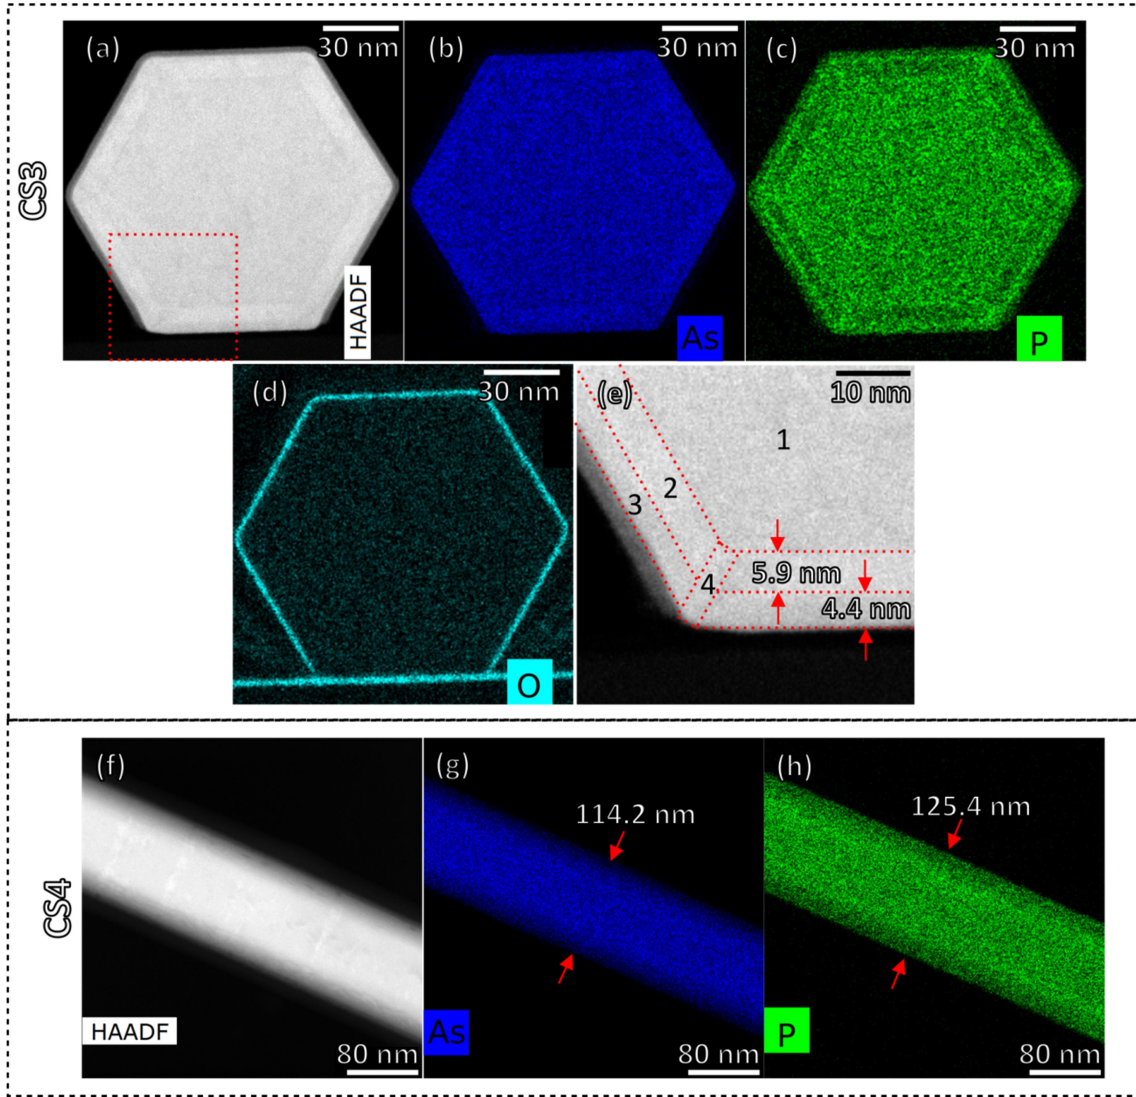 CS3
(a)
30 nm
HAADF
(b)
30 nm
As
(c)
30 nm
P
(d)
30 nm
O
(e)
10 nm
1
2
3
4
5.9 nm
4.4 nm
CS4
(f)
HAADF
80 nm
(g)
114.2 nm
As
80 nm
(h)
125.4 nm
P
80 nm